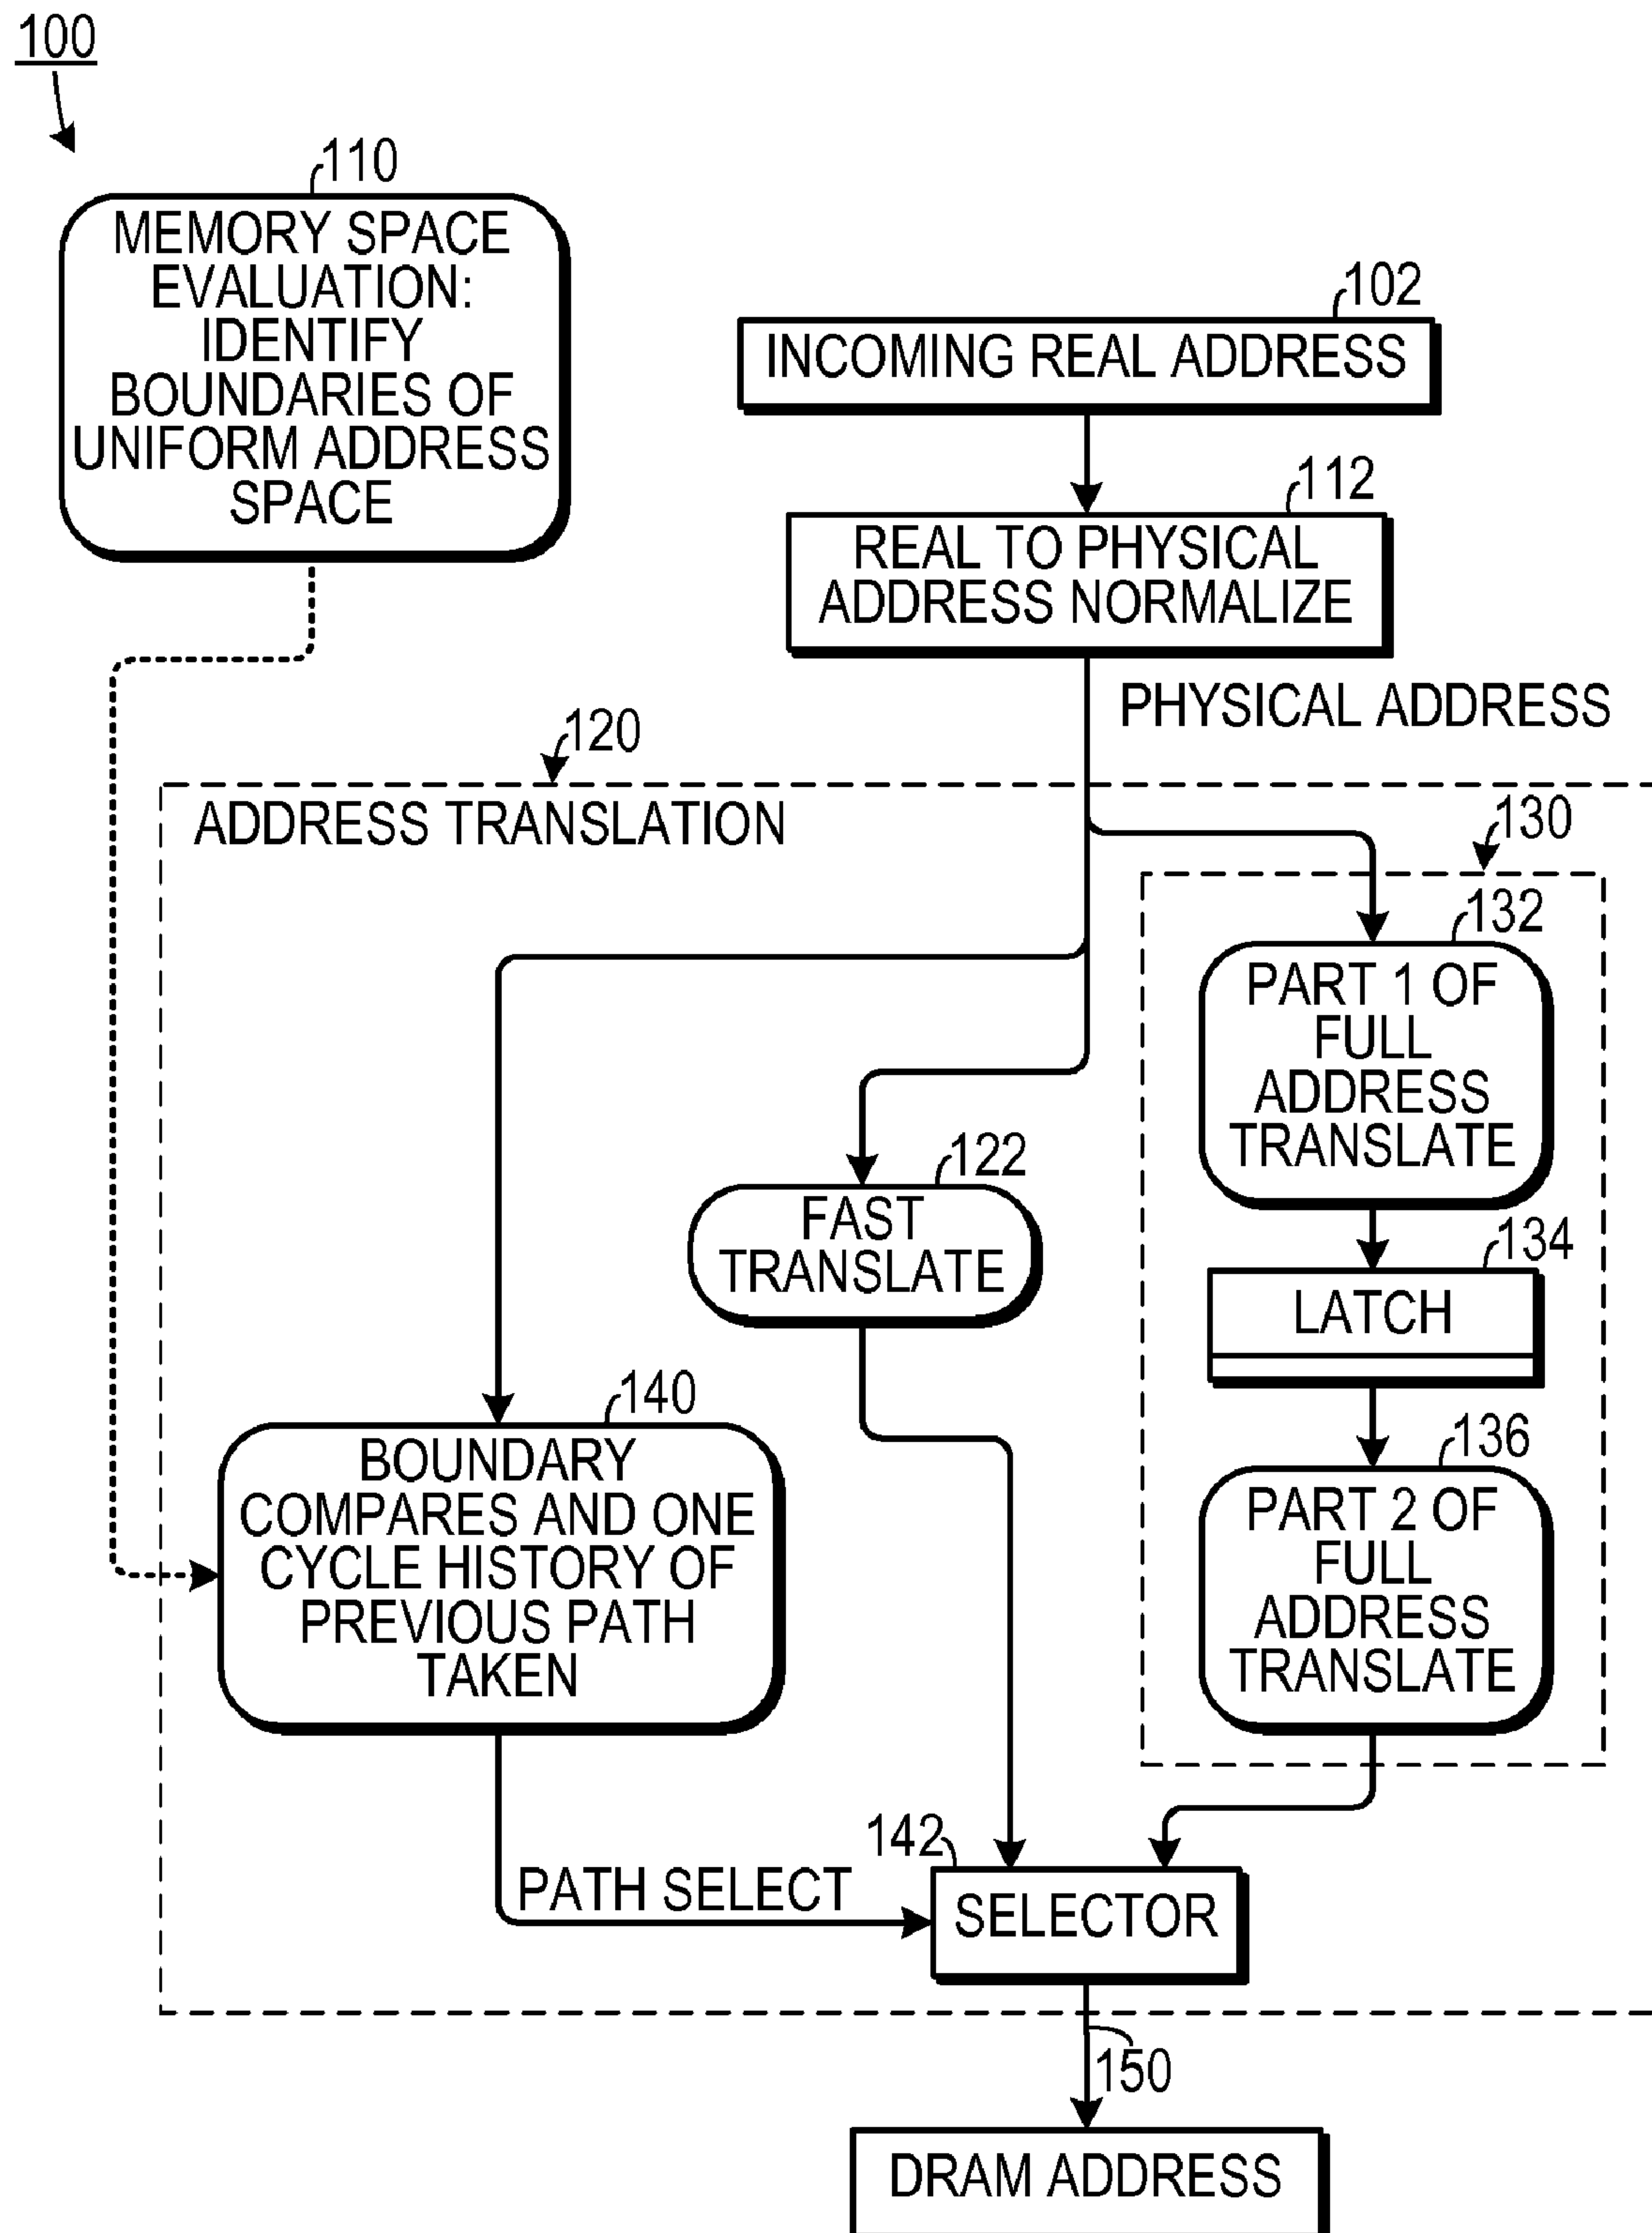 100
110
MEMORY SPACE
EVALUATION:
IDENTIFY
BOUNDARIES OF
UNIFORM ADDRESS
SPACE
102
INCOMING REAL ADDRESS
112
REAL TO PHYSICAL
ADDRESS NORMALIZE
PHYSICAL ADDRESS
120
ADDRESS TRANSLATION
130
132
PART 1 OF
FULL
ADDRESS
TRANSLATE
122
FAST
TRANSLATE
134
LATCH
140
BOUNDARY
COMPARES AND ONE
CYCLE HISTORY OF
PREVIOUS PATH
TAKEN
136
PART 2 OF
FULL
ADDRESS
TRANSLATE
PATH SELECT
142
SELECTOR
150
DRAM ADDRESS